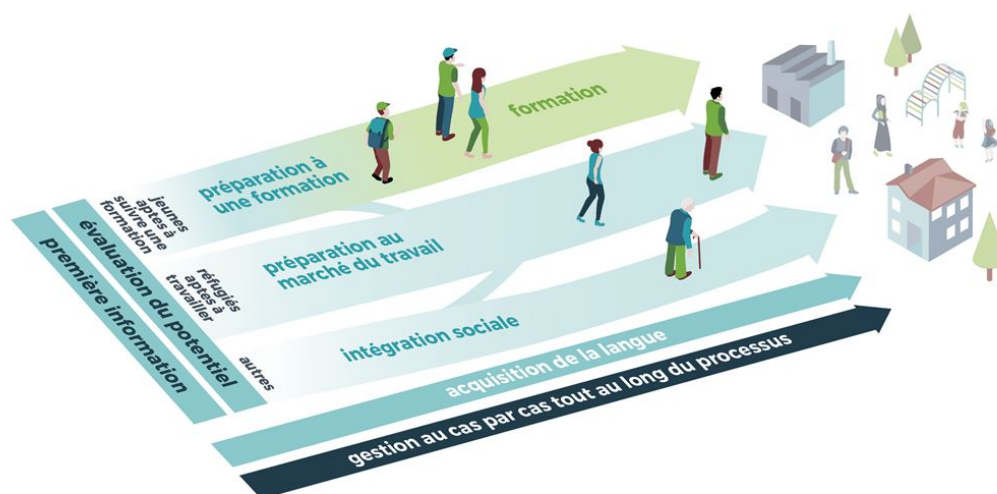 première information
évaluation du potentiel
jeunes
aptes à
suivre une
formation
préparation à
une formation
formation
réfugiés
aptes à
travailler
préparation au
marché du travail
autres
intégration sociale
acquisition de la langue
gestion au cas par cas tout au long du processus